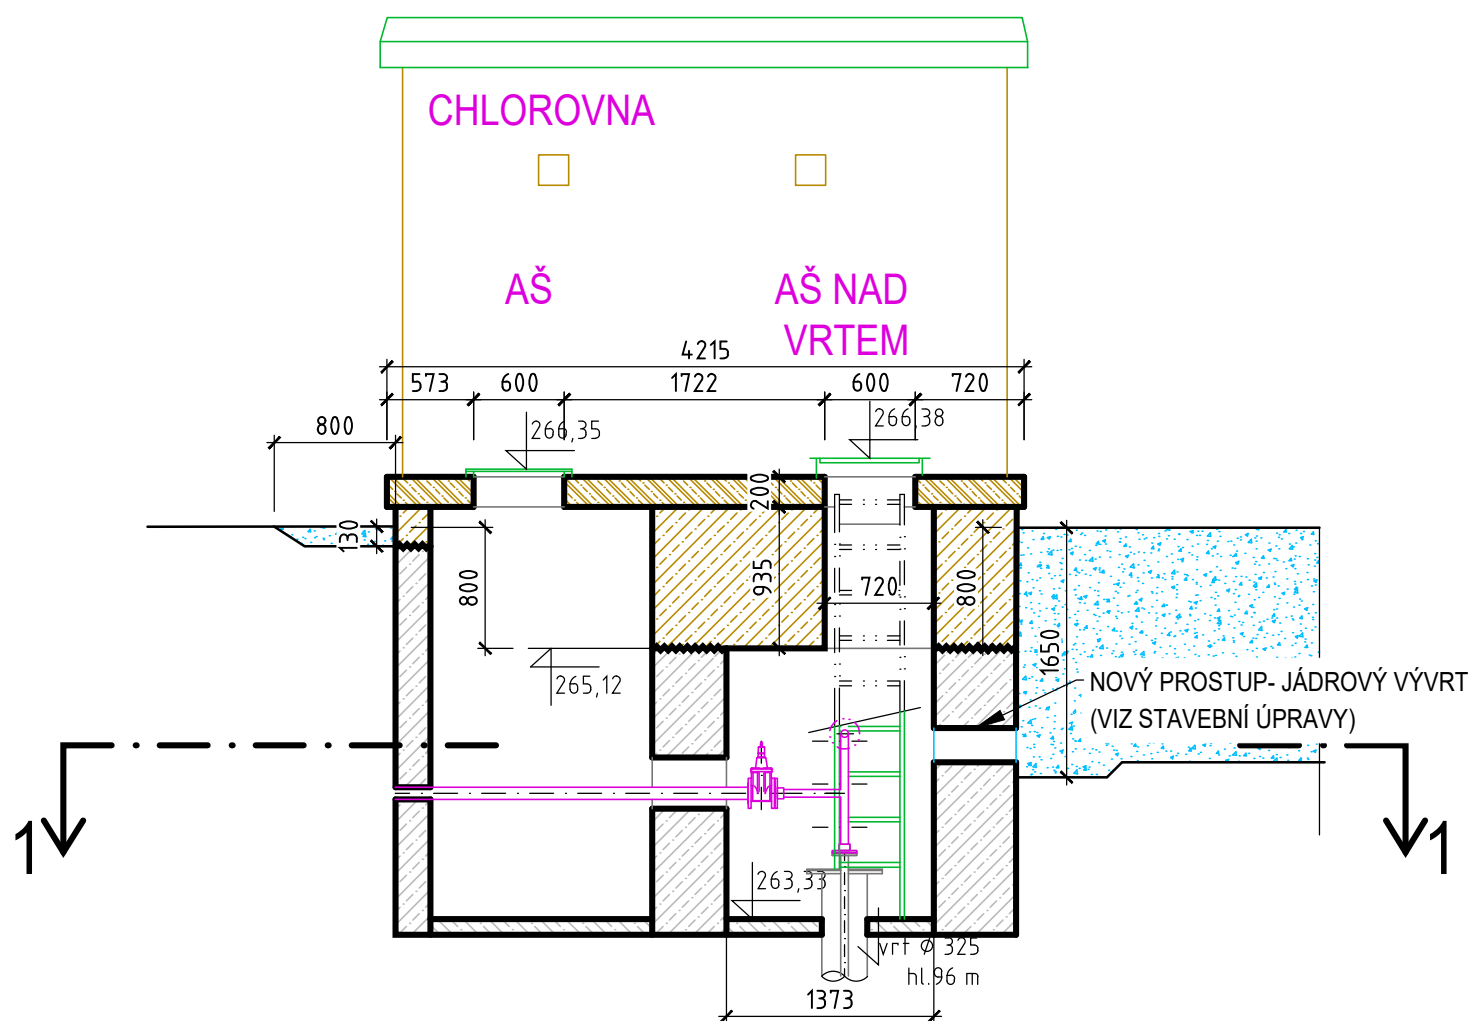 CHLOROVNA
AŠ
AŠ NAD
VRTEM
4215
573
600
1722
600
720
800
266,35
266,38
200
130
800
935
720
800
1650
265,12
NOVÝ PROSTUP- JÁDROVÝ VÝVRT
(VIZ STAVEBNÍ ÚPRAVY)
1
1
263,33
vrt Ø 325
hl.96 m
1373